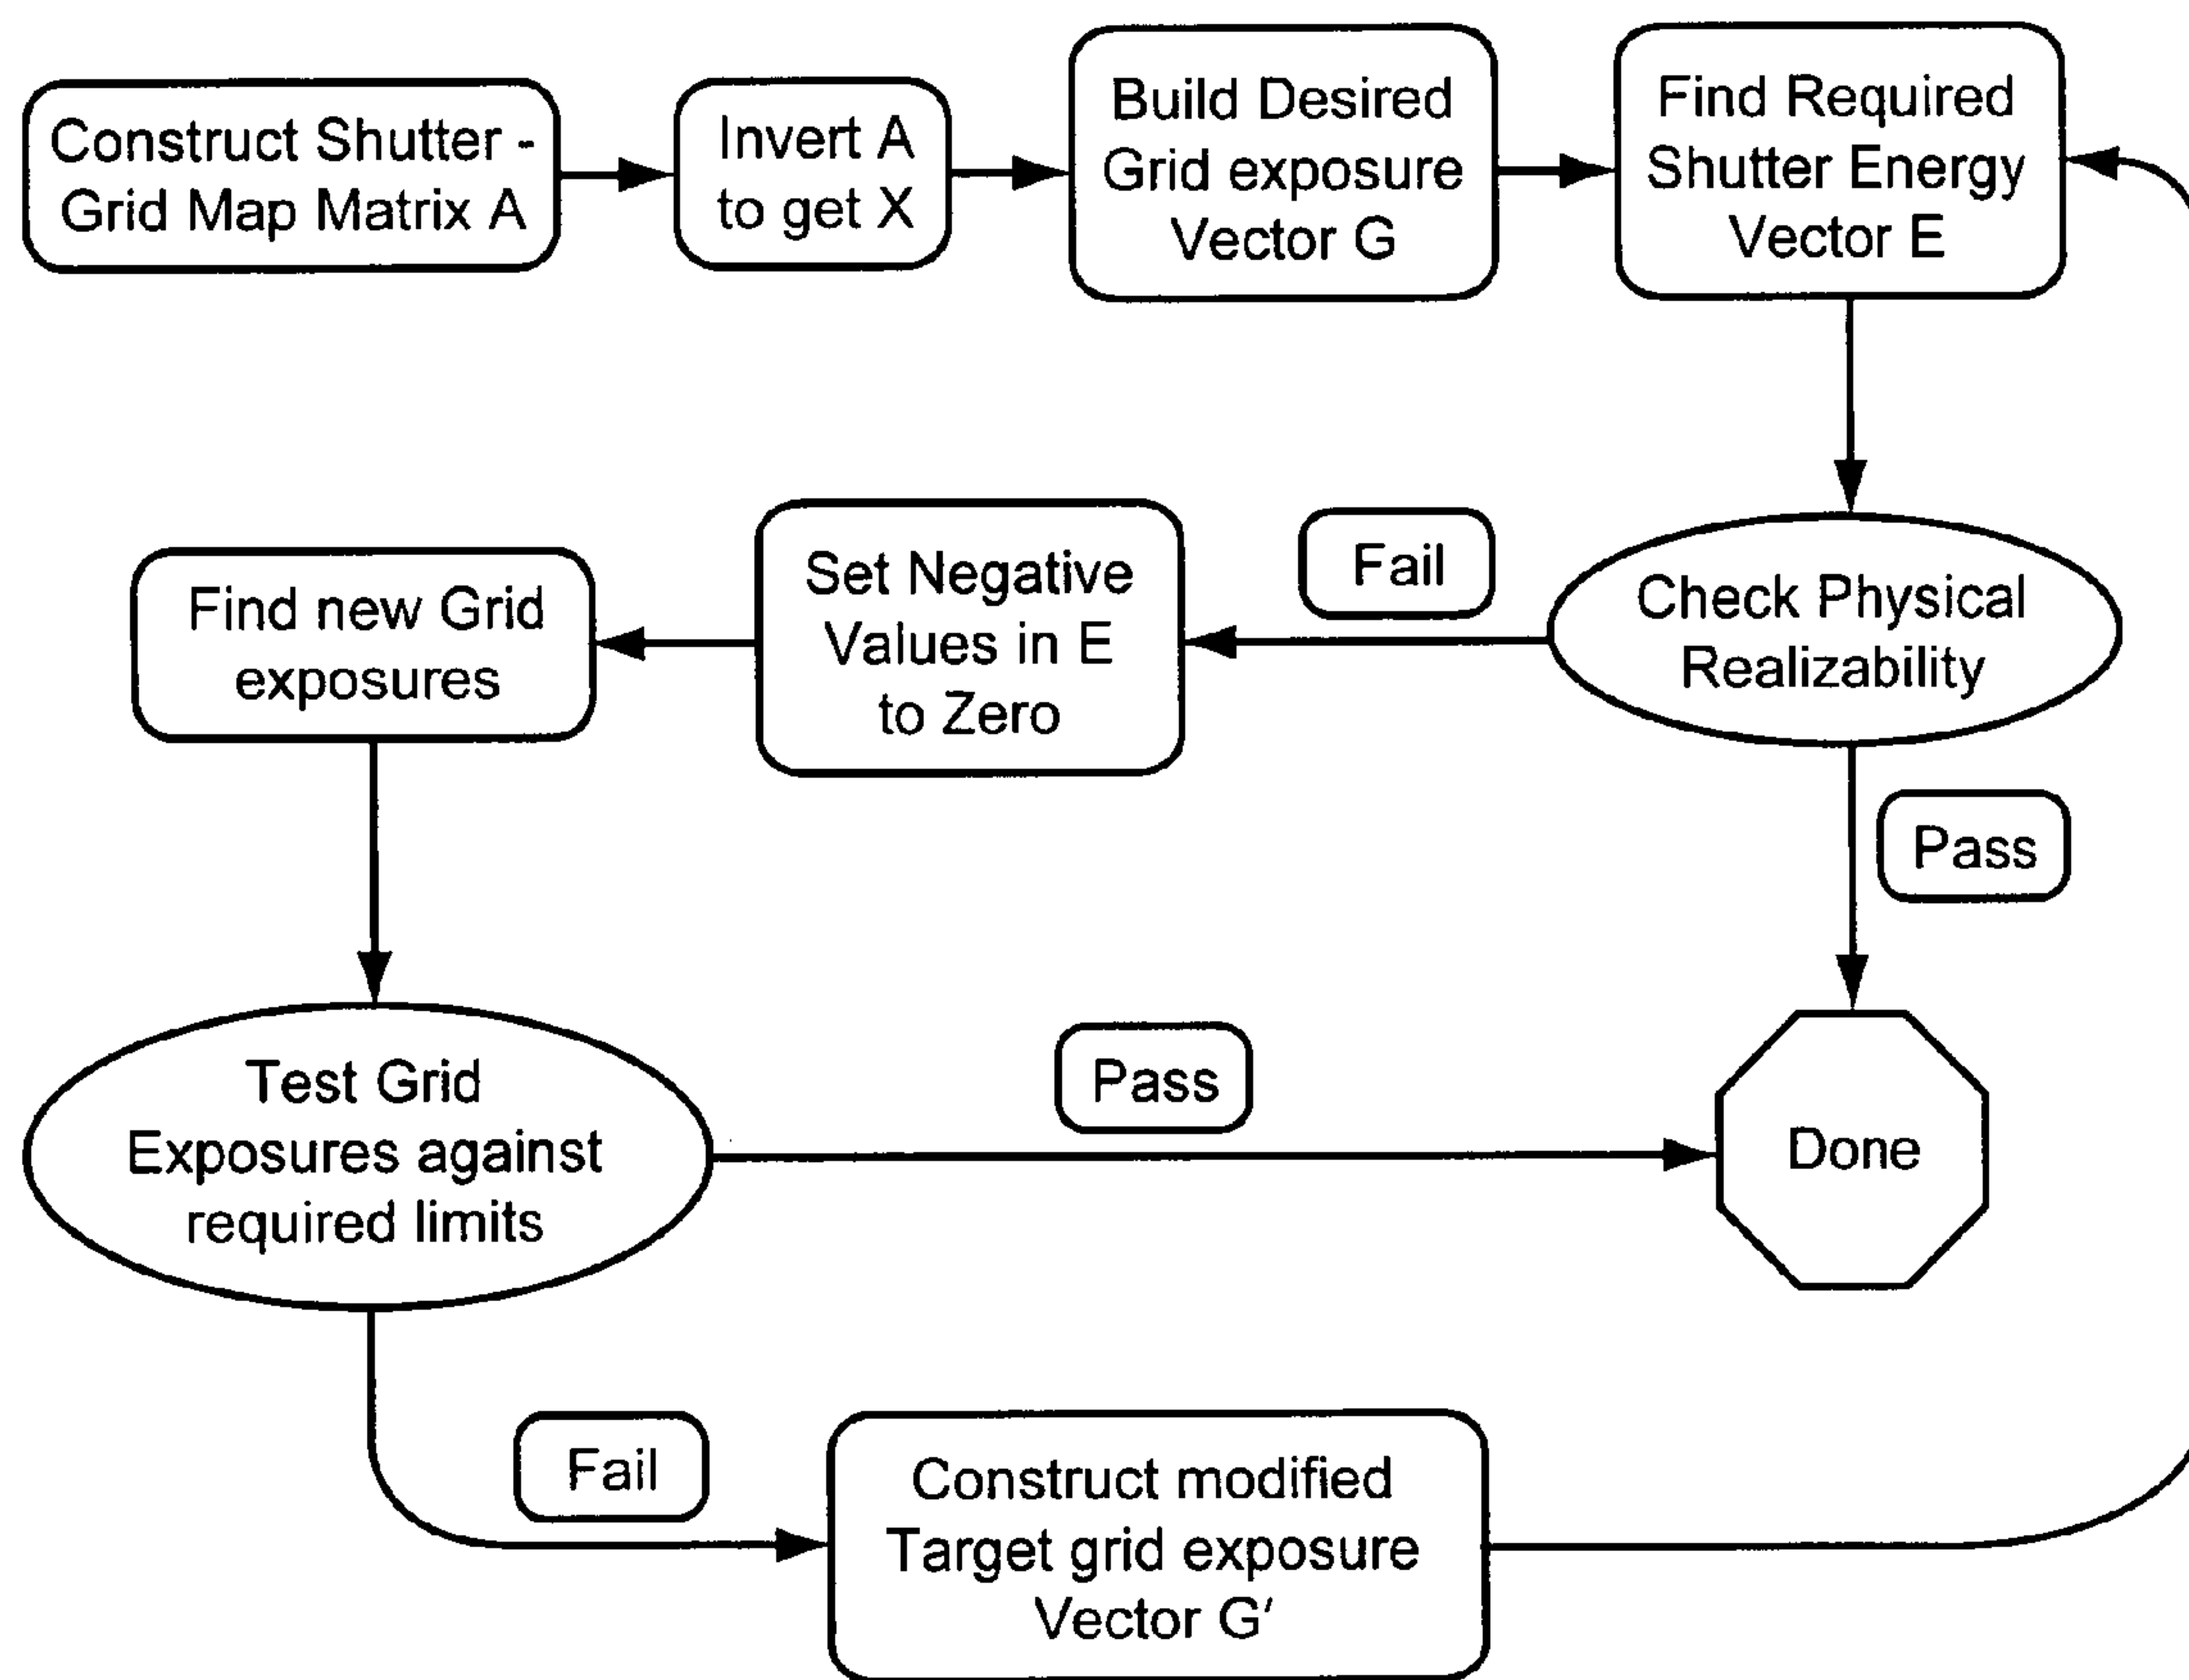 Construct Shutter -
Grid Map Matrix A
Invert A
to get X
Build Desired
Grid exposure
Vector G
Find Required
Shutter Energy
Vector E
Check Physical
Realizability
Fail
Set Negative
Values in E
to Zero
Find new Grid
exposures
Pass
Test Grid
Exposures against
required limits
Pass
Done
Fail
Construct modified
Target grid exposure
Vector G'